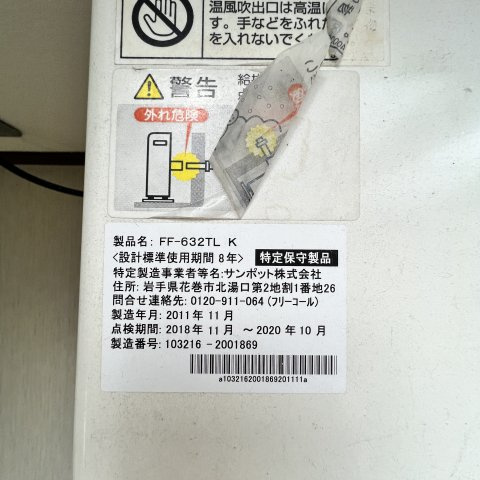 温風吹出口は高温に
す。手などをふれた
を入れないでく
警告
給
外れ危険
製品名: FF-632TL K
<設計標準使用期間 8年> 特定保守製品
特定製造事業者等名:サンポット株式会社
住所: 岩手県花巻市北湯口第2地割1番地26
問合せ連絡先: 0120-911-064 (フリーコール)
製造年月: 2011年 11月
点検期間: 2018年 11月 ~ 2020年 10月
製造番号: 103216 - 2001869
a1032162001869201111a